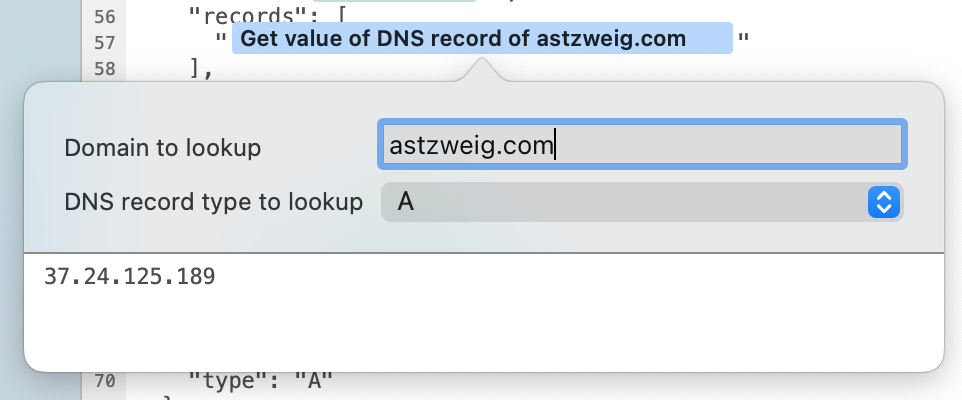 56 "records": [
57 "Get value of DNS record of astzweig.com"
58 ],
Domain to lookup astzweig.com
DNS record type to lookup A
37.24.125.189
70 "type": "A"